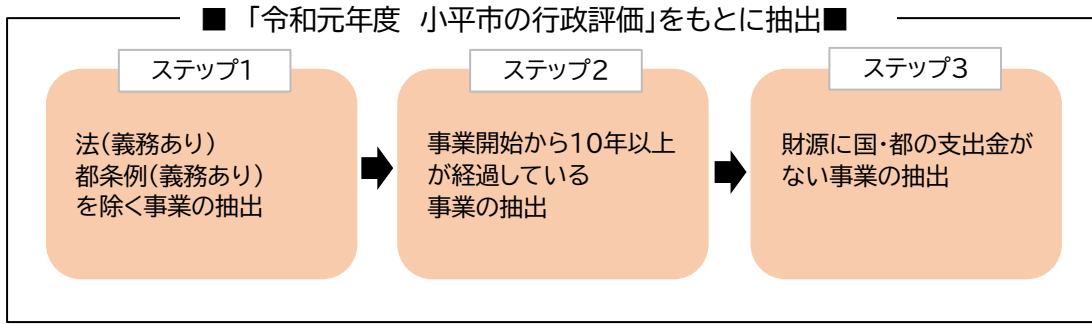 ■「令和元年度　小平市の行政評価」をもとに抽出■
ステップ1
法(義務あり)
都条例(義務あり)
を除く事業の抽出
ステップ2
事業開始から10年以上
が経過している
事業の抽出
ステップ3
財源に国・都の支出金が
ない事業の抽出